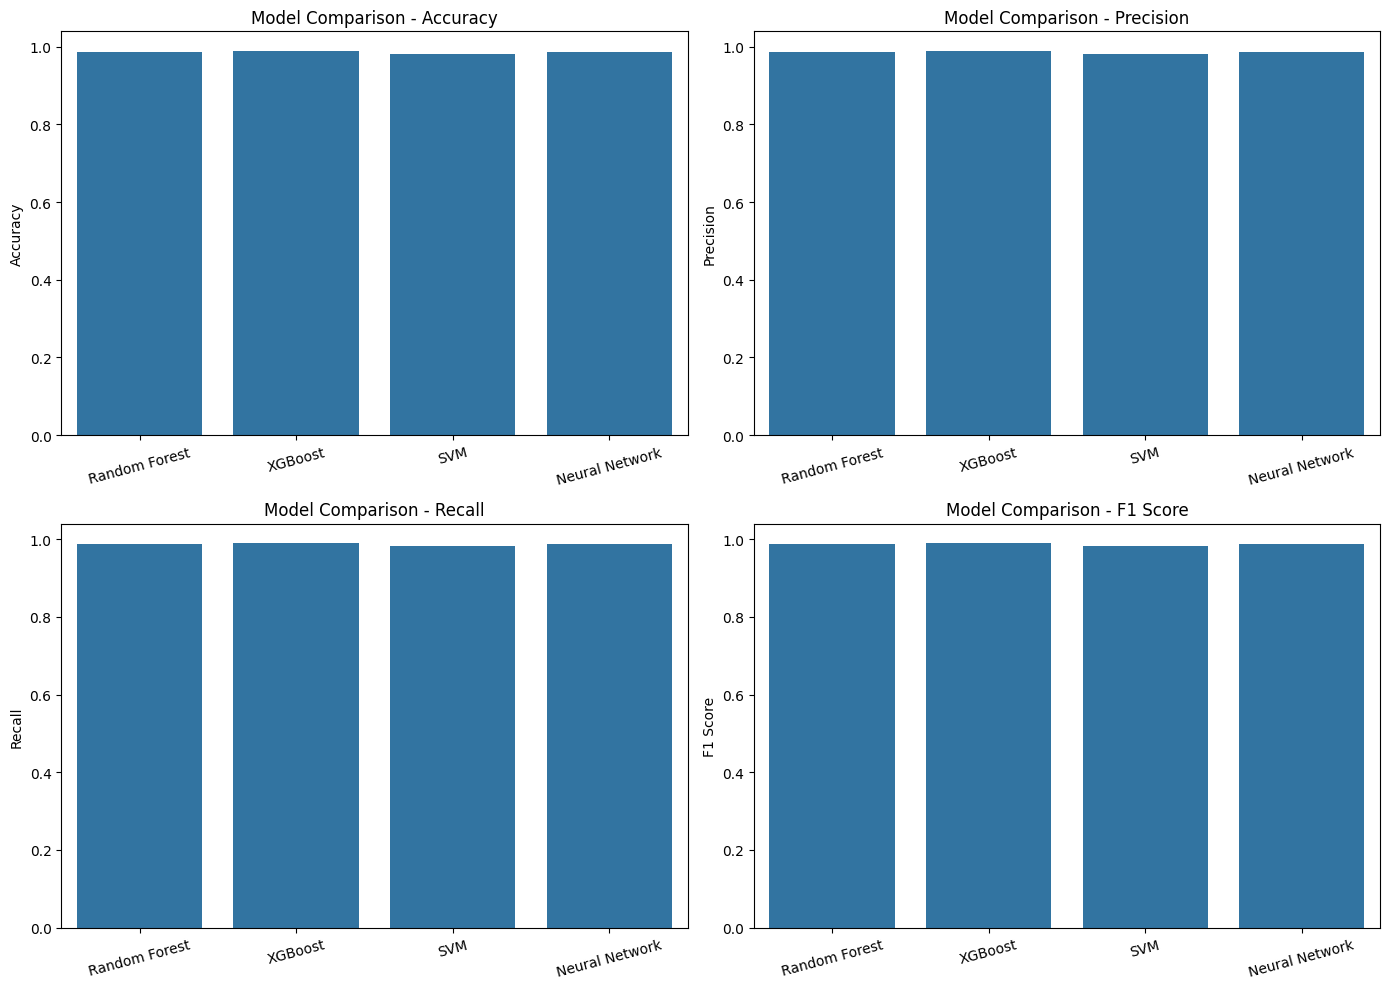 Model Comparison - Accuracy
1.0
0.8
0.6
0.4
0.2
0.0
Accuracy
Random Forest
XGBoost
SVM
Neural Network
Model Comparison - Precision
1.0
0.8
0.6
0.4
0.2
0.0
Precision
Random Forest
XGBoost
SVM
Neural Network
Model Comparison - Recall
1.0
0.8
0.6
0.4
0.2
0.0
Recall
Random Forest
XGBoost
SVM
Neural Network
Model Comparison - F1 Score
1.0
0.8
0.6
0.4
0.2
0.0
F1 Score
Random Forest
XGBoost
SVM
Neural Network